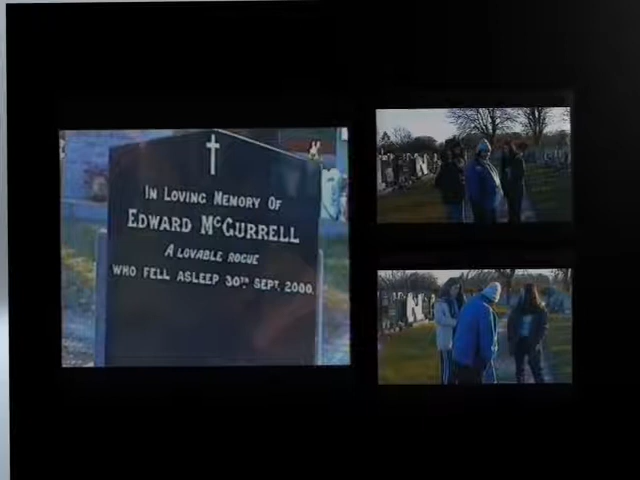 IN LOVING MEMORY OF
EDWARD McGURRELL
A LOVABLE ROGUE
WHO FELL ASLEEP 30TH SEPT, 2000.